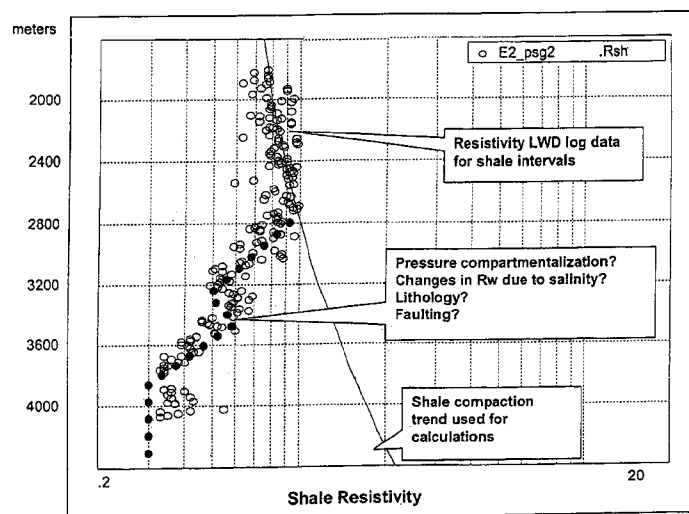 meters
E2_psg2 .Rsh
2000
Resistivity LWD log data
for shale intervals
2400
2800
Pressure compartmentalization?
Changes in Rw due to salinity?
Lithology?
Faulting?
3200
3600
Shale compaction
trend used for
calculations
4000
.2 20
Shale Resistivity